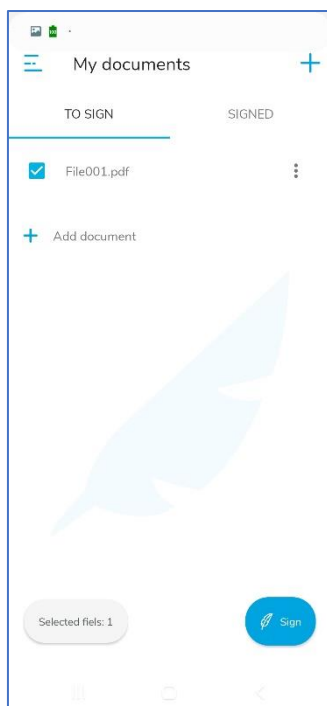 My documents
TO SIGN
SIGNED
File001.pdf
Add document
Selected fiels: 1
Sign